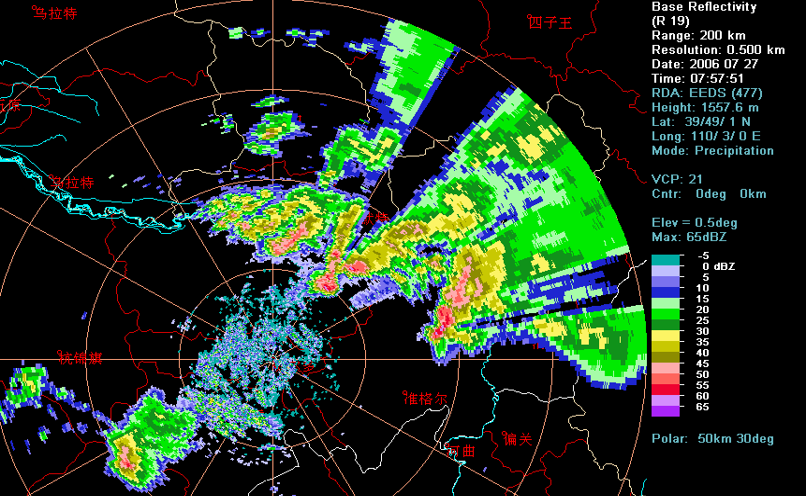 Base Reflectivity
(R 19)
Range: 200 km
Resolution: 0.500 km
Date: 2006 07 27
Time: 07:57:51
RDA: EEDS (477)
Height: 1557.6 m
Lat: 39/49/ 1 N
Long: 110/ 3/ 0 E
Mode: Precipitation
VCP: 21
Cntr: 0deg 0km
Elev = 0.5deg
Max: 65dBZ
-5
0 dBZ
5
10
15
20
25
30
35
40
45
50
55
60
65
Polar: 50km 30deg
乌拉特
四子王
乌拉特
准格尔
偏关
河曲